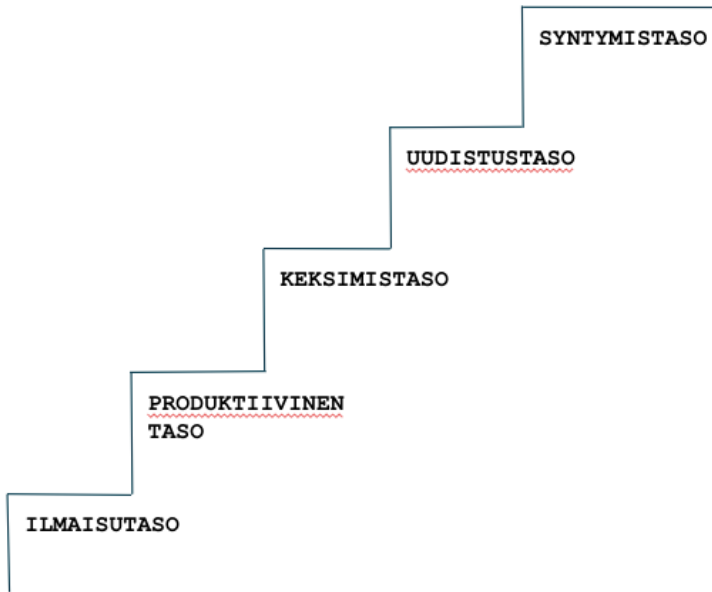 SYNTYMISTASO
UUDISTUSTASO
KEKSIMISTASO
PRODUKTIIVINEN
TASO
ILMAISUTASO